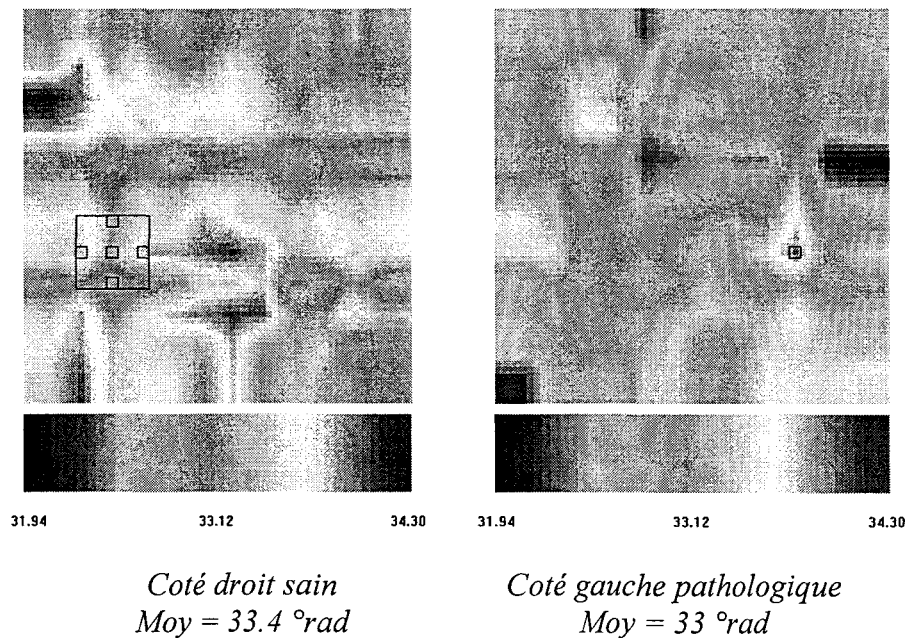 31.94 33.12 34.30 31.94 33.12 34.30
Coté droit sain
Moy = 33.4 °rad
Coté gauche pathologique
Moy = 33 °rad